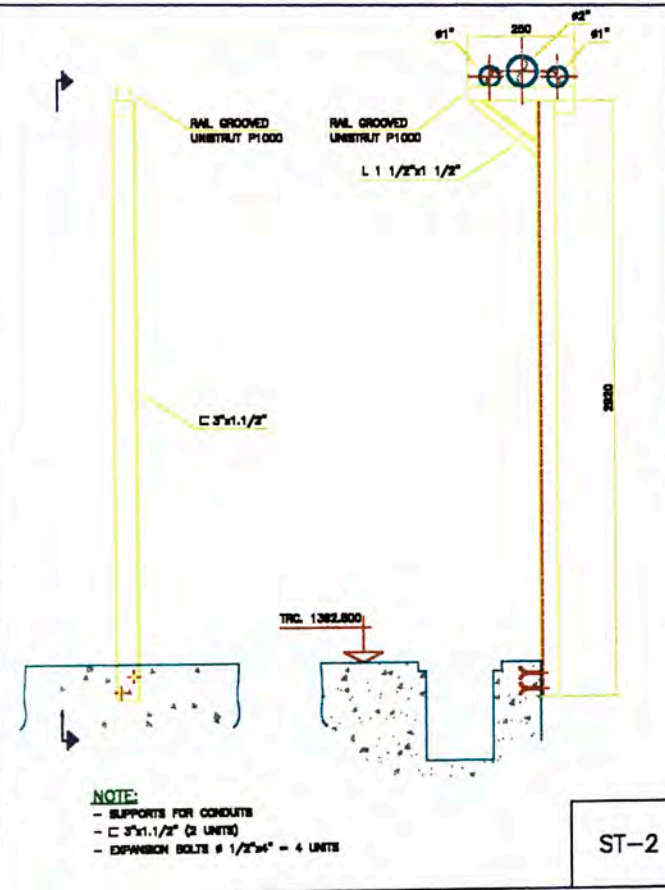 ø1"
250
ø2"
ø1"
RAIL GROOVED
UNISTRUT P1000
RAIL GROOVED
UNISTRUT P1000
L 1 1/2"x1 1/2"
⊏ 3"x1.1/2"
2920
TRC. 1392.800
NOTE:
- SUPPORTS FOR CONDUITS
- ⊏ 3"x1.1/2" (2 UNITS)
- EXPANSION BOLTS ø 1/2"x4" - 4 UNITS
ST-2